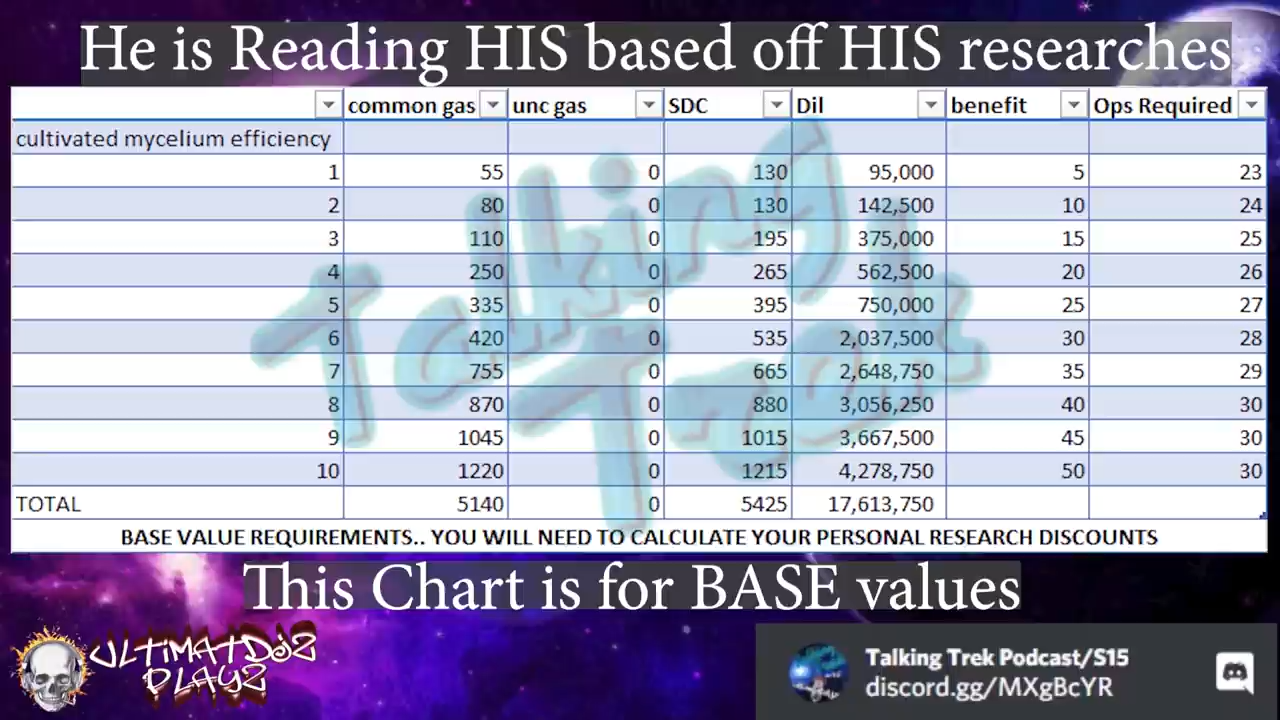 He is Reading HIS based off HIS researches
common gas unc gas SDC Dil benefit Ops Required
cultivated mycelium efficiency
1 55 0 130 95,000 5 23
2 80 0 130 142,500 10 24
3 110 0 195 375,000 15 25
4 250 0 265 562,500 20 26
5 335 0 395 750,000 25 27
6 420 0 535 2,037,500 30 28
7 755 0 665 2,648,750 35 29
8 870 0 880 3,056,250 40 30
9 1045 0 1015 3,667,500 45 30
10 1220 0 1215 4,278,750 50 30
TOTAL 5140 0 5425 17,613,750
Talking
Trek
BASE VALUE REQUIREMENTS.. YOU WILL NEED TO CALCULATE YOUR PERSONAL RESEARCH DISCOUNTS
This Chart is for BASE values
ULTIMATDJZ
PLAYZ
Talking Trek Podcast/S15
discord.gg/MXgBcYR